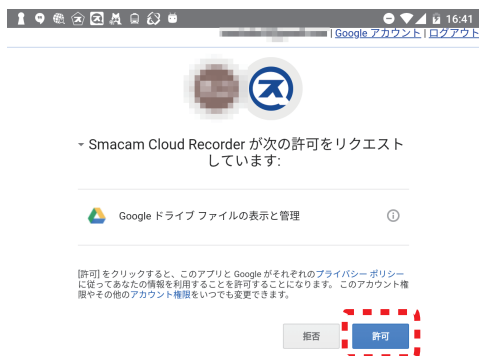 16:41
| Google アカウント | ログアウト
Smacam Cloud Recorder が次の許可をリクエスト
しています:
Google ドライブ ファイルの表示と管理
[許可] をクリックすると、このアプリと Google がそれぞれのプライバシー ポリシー
に従ってあなたの情報を利用することを許可することになります。 このアカウント権
限やその他のアカウント権限をいつでも変更できます。
拒否
許可